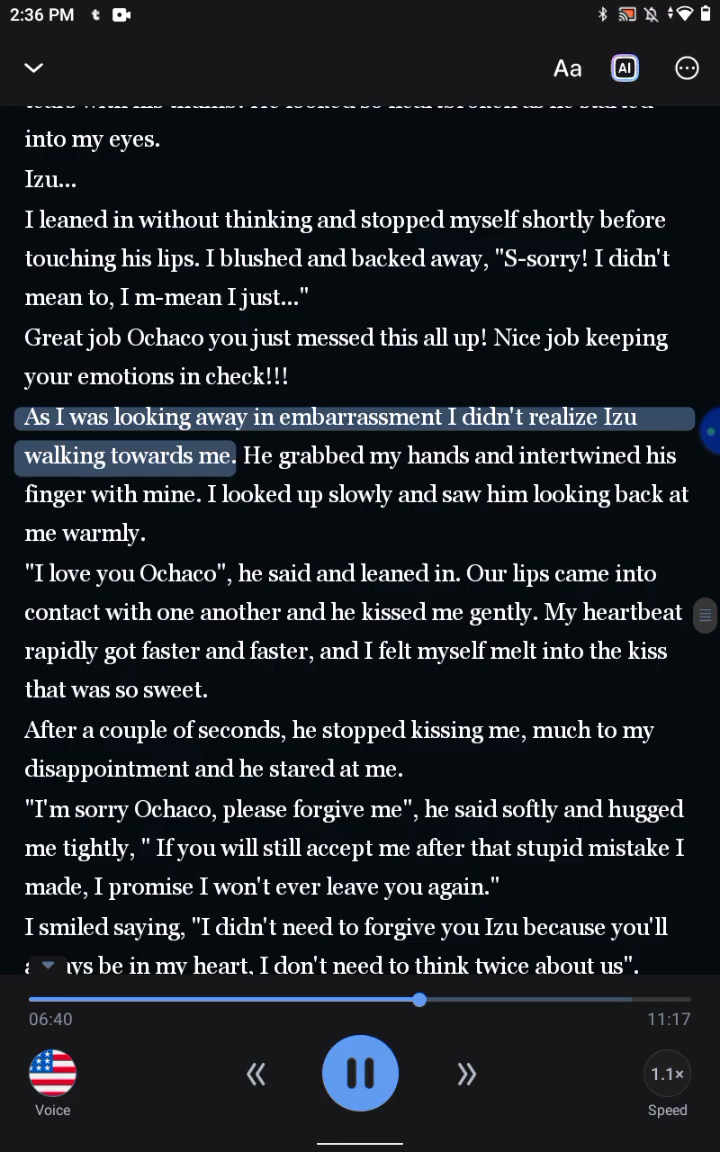 2:36 PM t
Aa AI
tears with his thumb. He looked so heartbroken as he
into my eyes.
Izu...
I leaned in without thinking and stopped myself shortly before
touching his lips. I blushed and backed away, "S-sorry! I didn't
mean to, I m-mean I just..."
Great job Ochaco you just messed this all up! Nice job keeping
your emotions in check!!!
As I was looking away in embarrassment I didn't realize Izu
walking towards me. He grabbed my hands and intertwined his
finger with mine. I looked up slowly and saw him looking back at
me warmly.
"I love you Ochaco", he said and leaned in. Our lips came into
contact with one another and he kissed me gently. My heartbeat
rapidly got faster and faster, and I felt myself melt into the kiss
that was so sweet.
After a couple of seconds, he stopped kissing me, much to my
disappointment and he stared at me.
"I'm sorry Ochaco, please forgive me", he said softly and hugged
me tightly, " If you will still accept me after that stupid mistake I
made, I promise I won't ever leave you again."
I smiled saying, "I didn't need to forgive you Izu because you'll
be in my heart, I don't need to think twice about us".
06:40 11:17
1.1×
Voice Speed